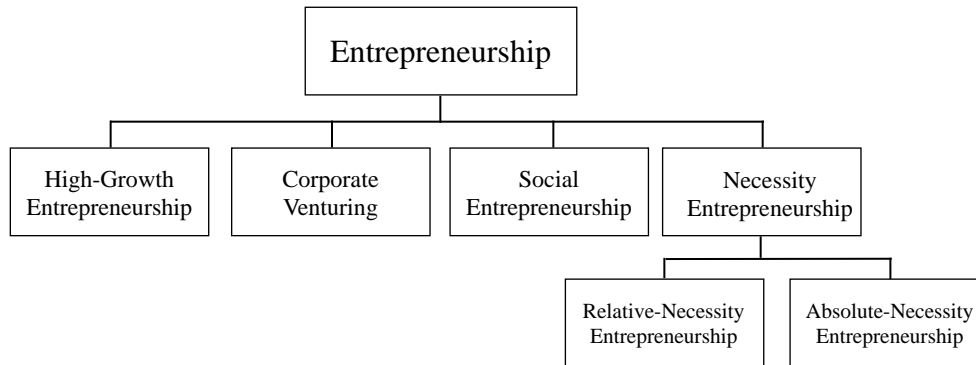 Entrepreneurship
High-Growth
Entrepreneurship
Corporate
Venturing
Social
Entrepreneurship
Necessity
Entrepreneurship
Relative-Necessity
Entrepreneurship
Absolute-Necessity
Entrepreneurship